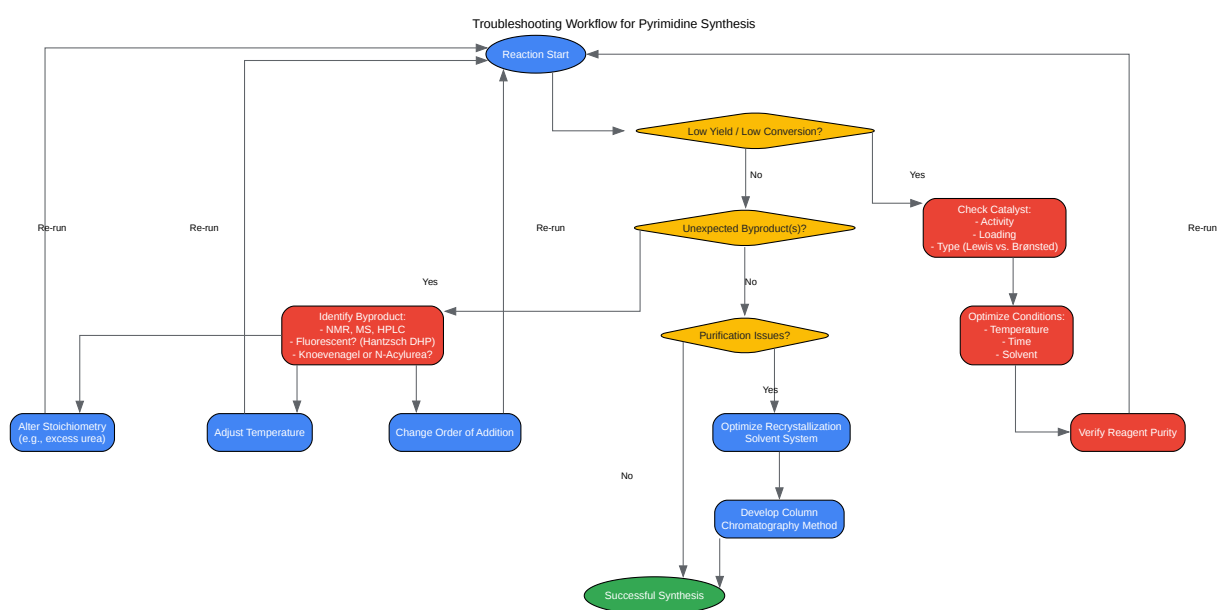 Troubleshooting Workflow for Pyrimidine Synthesis
Reaction Start
Low Yield / Low Conversion?
No
Yes
Check Catalyst:
- Activity
- Loading
- Type (Lewis vs. Brønsted)
Unexpected Byproduct(s)?
Re-run
Re-run
Re-run
Re-run
Yes
No
Identify Byproduct:
- NMR, MS, HPLC
- Fluorescent? (Hantzsch DHP)
- Knoevenagel or N-Acylurea?
Purification Issues?
Optimize Conditions:
- Temperature
- Time
- Solvent
Yes
Alter Stoichiometry
(e.g., excess urea)
Adjust Temperature
Change Order of Addition
Optimize Recrystallization
Solvent System
Verify Reagent Purity
No
Develop Column
Chromatography Method
Successful Synthesis